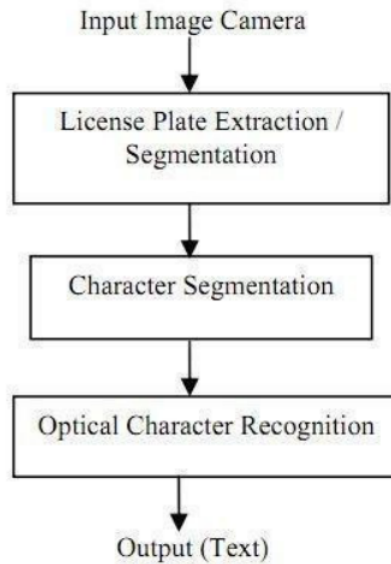 Input Image Camera
License Plate Extraction /
Segmentation
Character Segmentation
Optical Character Recognition
Output (Text)